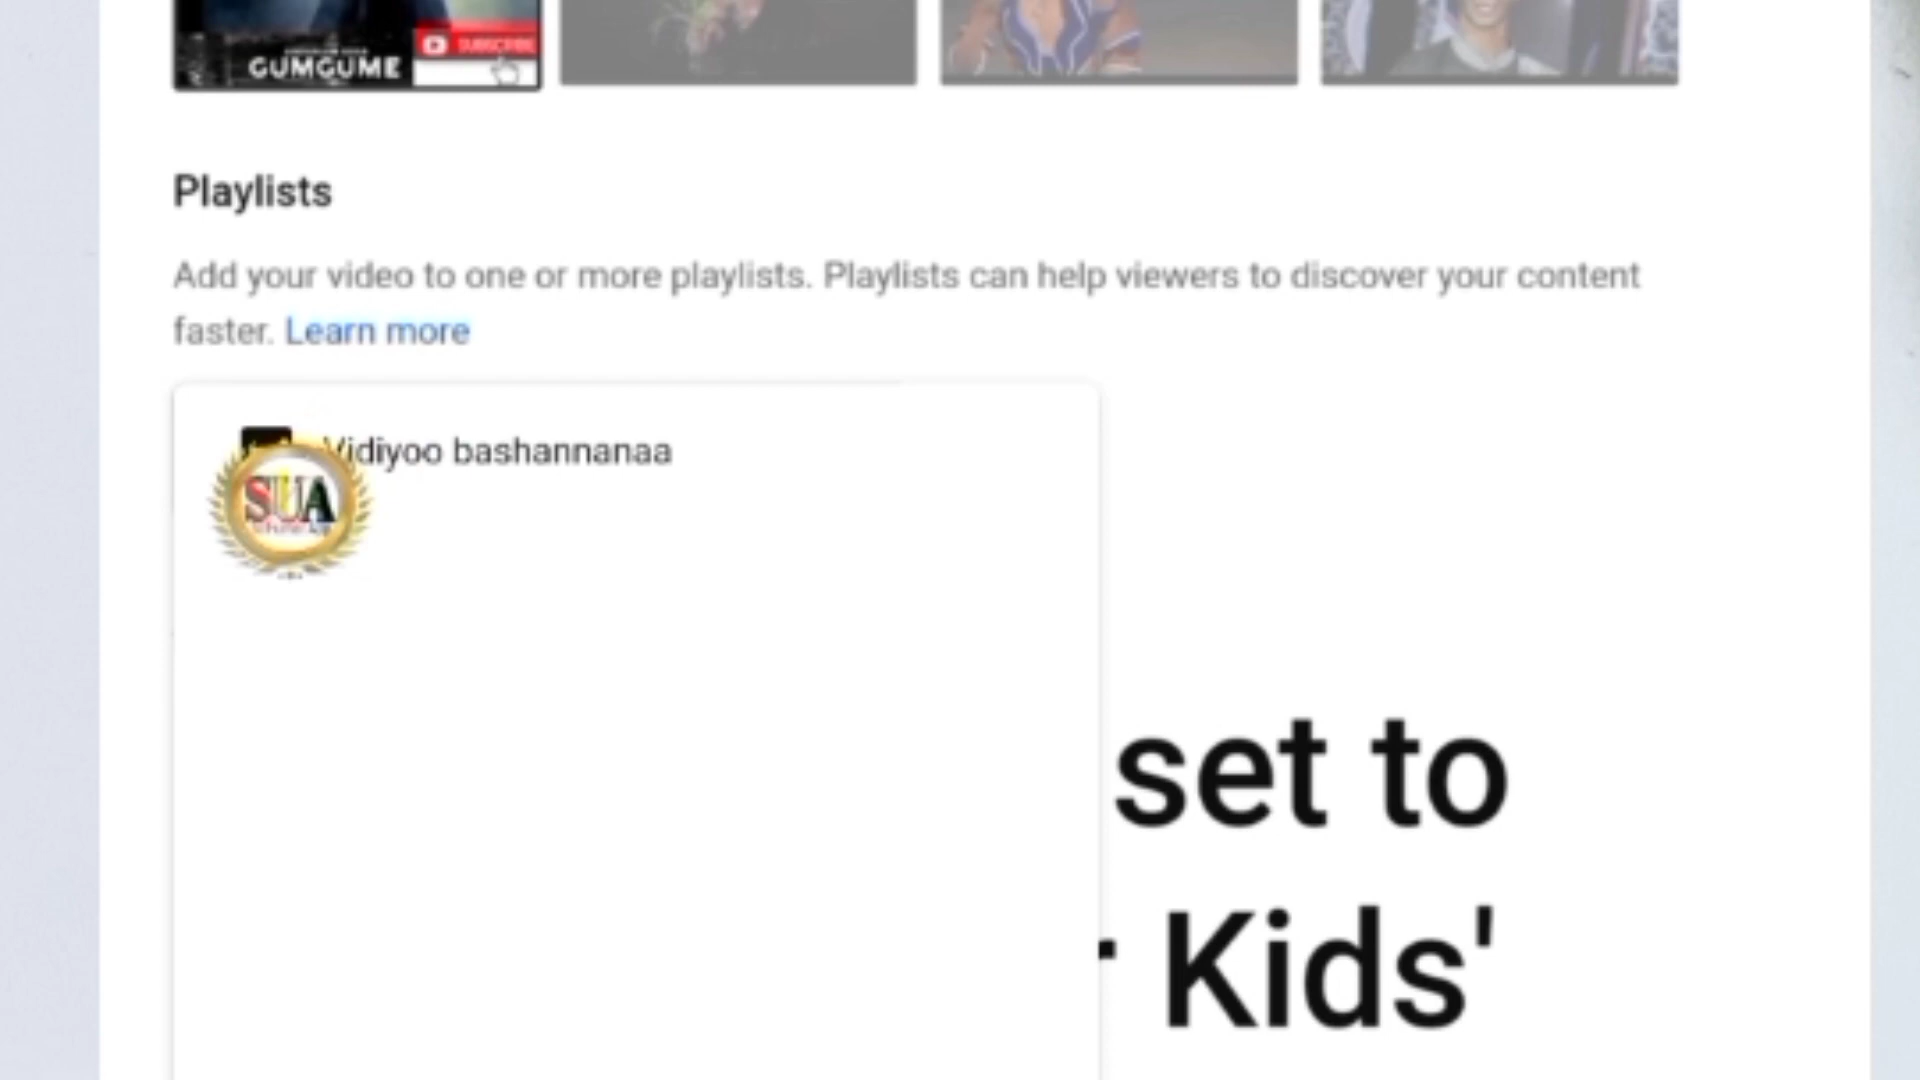 GUMGUME
SUBSCRIBE
Playlists
Add your video to one or more playlists. Playlists can help viewers to discover your content
faster. Learn more
Vidiyoo bashannanaa
SUA
set to
r Kids'